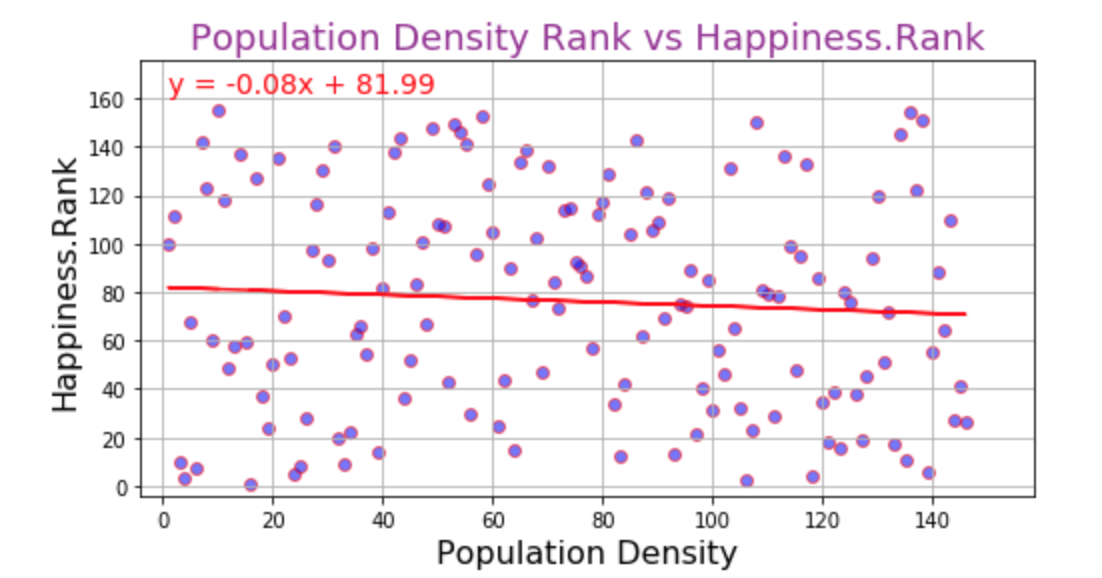 Population Density Rank vs Happiness.Rank
y = -0.08x + 81.99
Happiness.Rank
160
140
120
100
80
60
40
20
0
0 20 40 60 80 100 120 140
Population Density